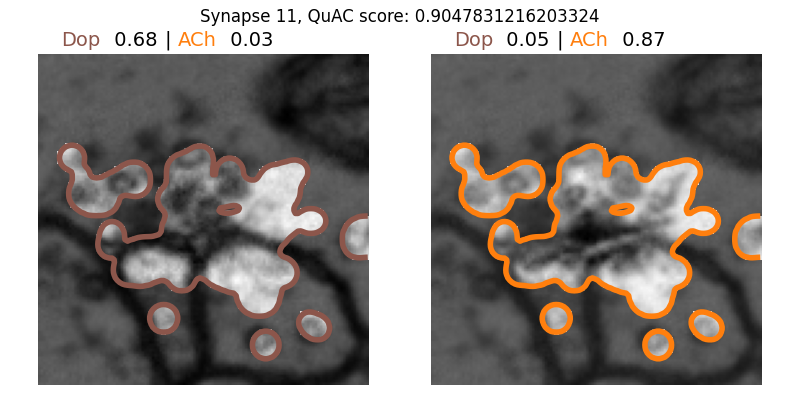 Synapse 11, QuAC score: 0.9047831216203324
Dop 0.68 | ACh 0.03
Dop 0.05 | ACh 0.87